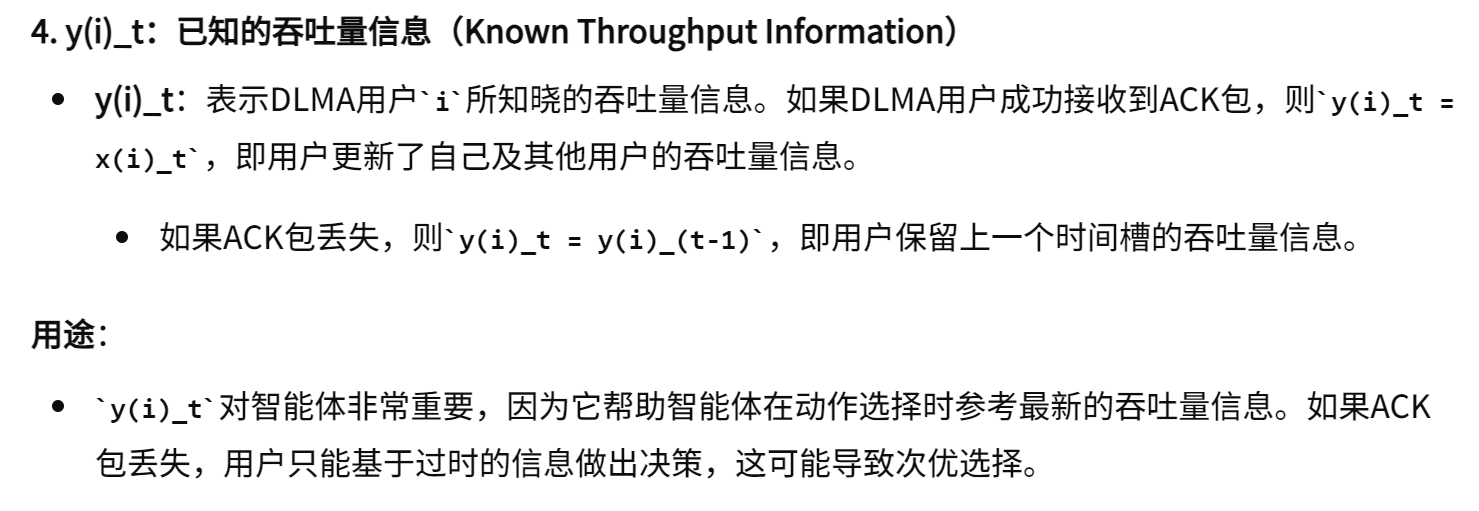 4. y(i)_t：已知的吞吐量信息（Known Throughput Information）
• y(i)_t：表示DLMA用户`i`所知晓的吞吐量信息。如果DLMA用户成功接收到ACK包，则`y(i)_t =
x(i)_t`，即用户更新了自己及其他用户的吞吐量信息。
• 如果ACK包丢失，则`y(i)_t = y(i)_(t-1)`，即用户保留上一个时间槽的吞吐量信息。
用途：
• `y(i)_t`对智能体非常重要，因为它帮助智能体在动作选择时参考最新的吞吐量信息。如果ACK
包丢失，用户只能基于过时的信息做出决策，这可能导致次优选择。